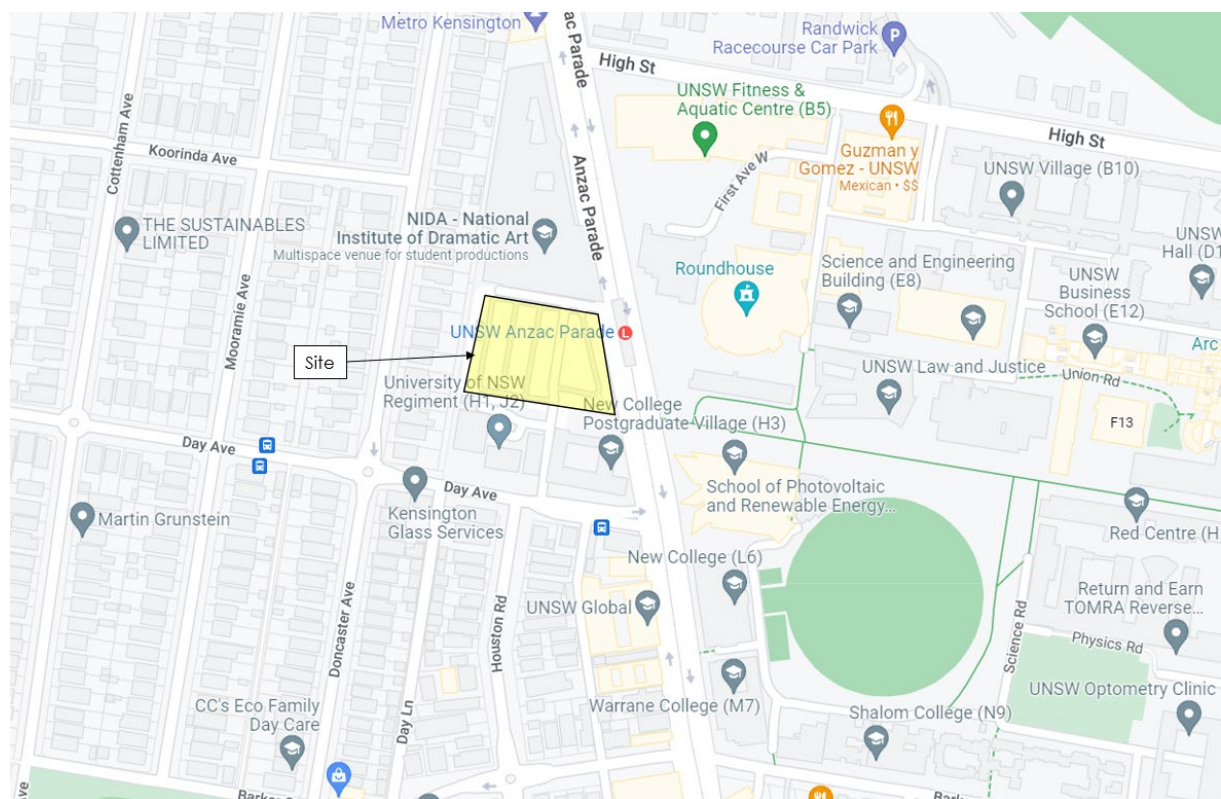 Metro Kensington
Anzac Parade
ac Parade
High St
Randwick
Racecourse Car Park
UNSW Fitness &
Aquatic Centre (B5)
High St
Cottenham Ave
Koorinda Ave
Guzman y
Gomez - UNSW
Mexican • $$
UNSW Village (B10)
First Ave W
THE SUSTAINABLES
LIMITED
NIDA - National
Institute of Dramatic Art
Multispace venue for student productions
UNSW
Hall (D1
Roundhouse
Science and Engineering
Building (E8)
UNSW
Business
School (E12)
Mooramie Ave
UNSW Anzac Parade
L
Arc
Site
UNSW Law and Justice
Union Rd
University of NSW
Regiment (H1, J2)
New College
Postgraduate Village (H3)
F13
Day Ave
Day Ave
School of Photovoltaic
and Renewable Energy...
Martin Grunstein
Kensington
Glass Services
Red Centre (H
New College (L6)
Return and Earn
TOMRA Reverse...
UNSW Global
Doncaster Ave
Houston Rd
Science Rd
Physics Rd
Day Ln
CC's Eco Family
Day Care
Warrane College (M7)
UNSW Optometry Clinic
Shalom College (N9)
Ave
Barker
Bark